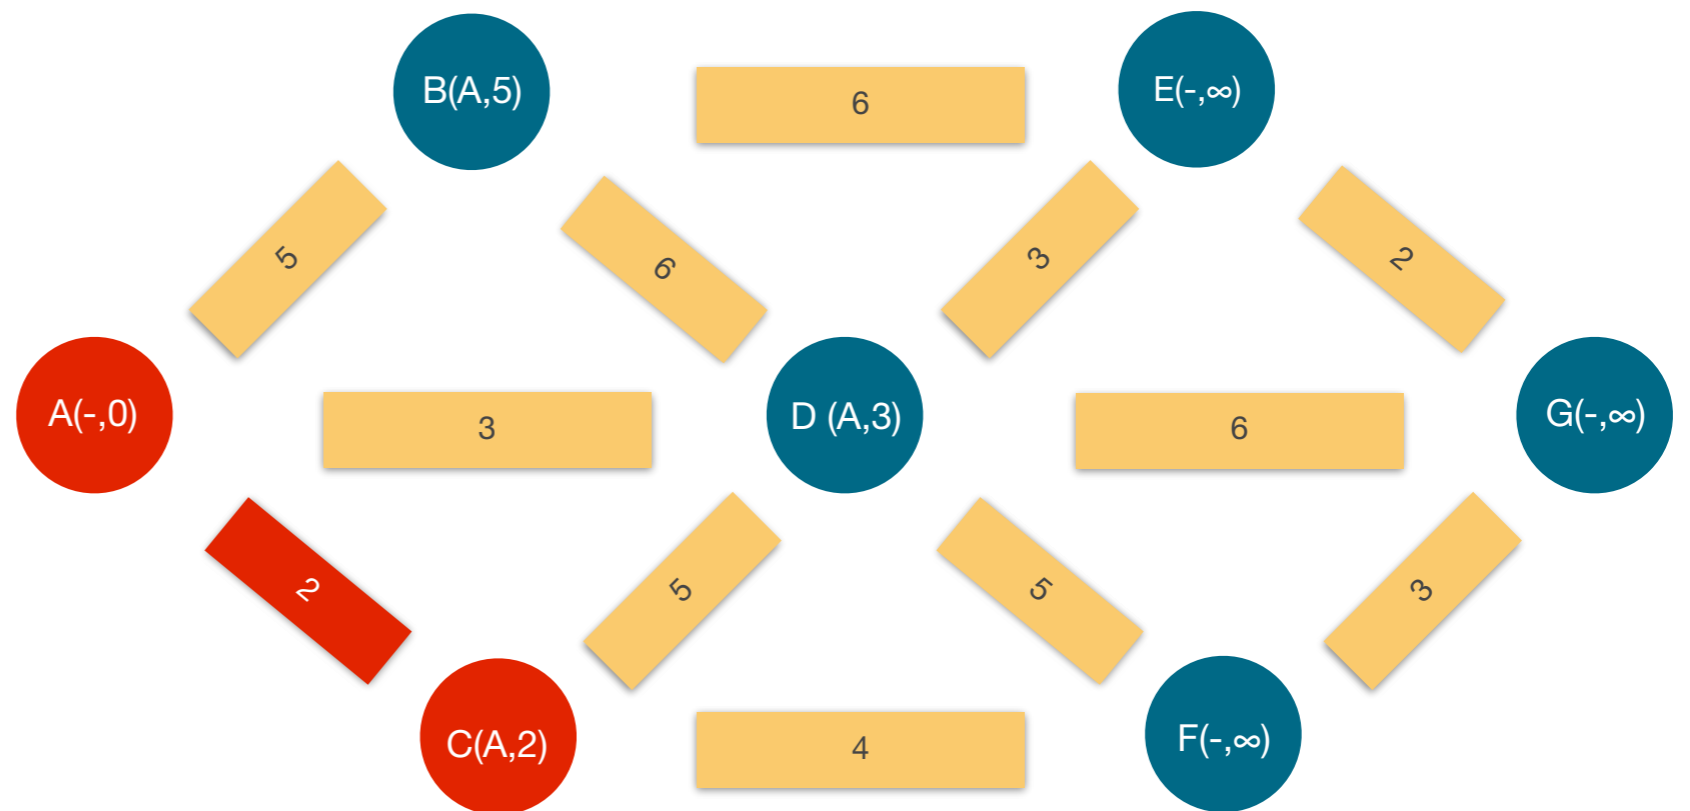 B(A,5)
6
E(-,∞)
5
6
3
2
A(-,0)
3
D (A,3)
6
G(-,∞)
2
5
5
3
C(A,2)
4
F(-,∞)